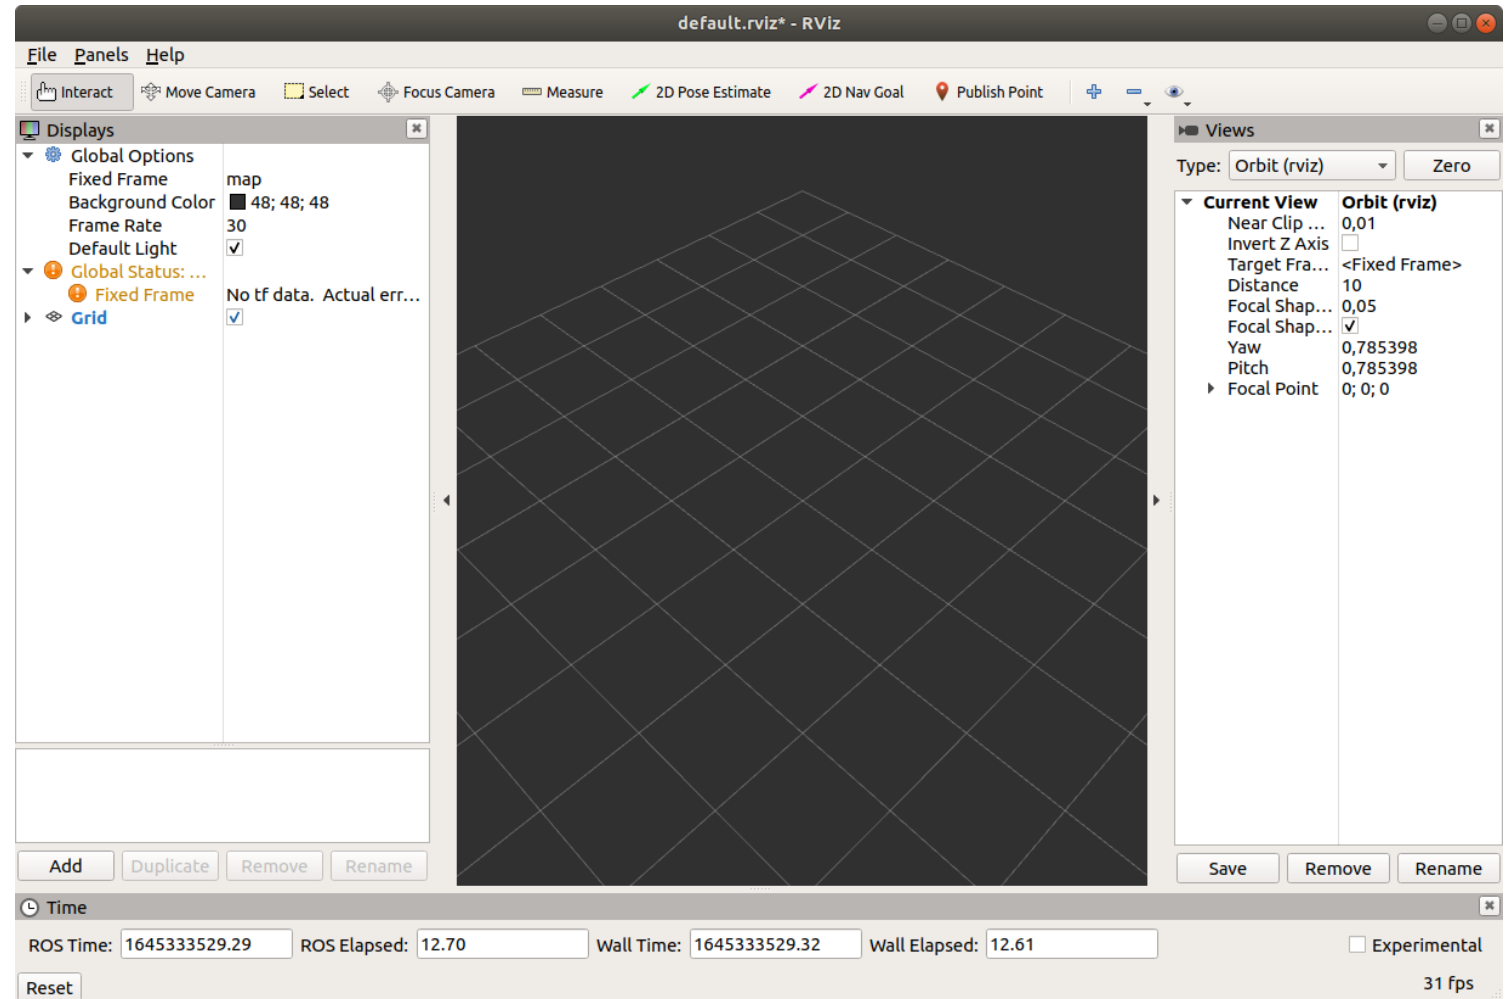 default.rviz* - RViz
File Panels Help
Interact Move Camera Select Focus Camera Measure 2D Pose Estimate 2D Nav Goal Publish Point
Displays
Global Options
Fixed Frame map
Background Color 48; 48; 48
Frame Rate 30
Default Light
Global Status: ...
Fixed Frame No tf data. Actual err...
Grid
Add Duplicate Remove Rename
Views
Type: Orbit (rviz) Zero
Current View Orbit (rviz)
Near Clip ... 0,01
Invert Z Axis
Target Fra... <Fixed Frame>
Distance 10
Focal Shap... 0,05
Focal Shap...
Yaw 0,785398
Pitch 0,785398
Focal Point 0; 0; 0
Save Remove Rename
Time
ROS Time: 1645333529.29 ROS Elapsed: 12.70 Wall Time: 1645333529.32 Wall Elapsed: 12.61 Experimental
Reset 31 fps